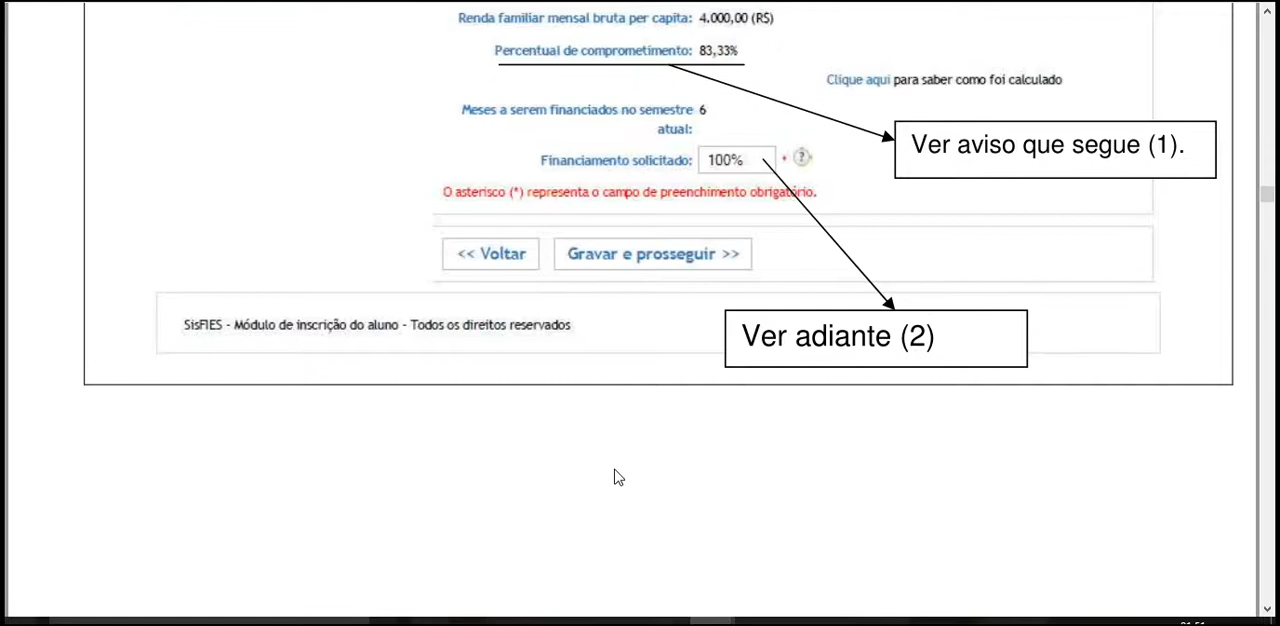 Renda familiar mensal bruta per capita: 4.000,00 (R$)
Percentual de comprometimento: 83,33%
Clique aqui para saber como foi calculado
Meses a serem financiados no semestre 6
atual:
Ver aviso que segue (1).
Financiamento solicitado: 100% * ?
O asterisco (*) representa o campo de preenchimento obrigatório.
<< Voltar Gravar e prosseguir >>
SisFIES - Módulo de inscrição do aluno - Todos os direitos reservados
Ver adiante (2)